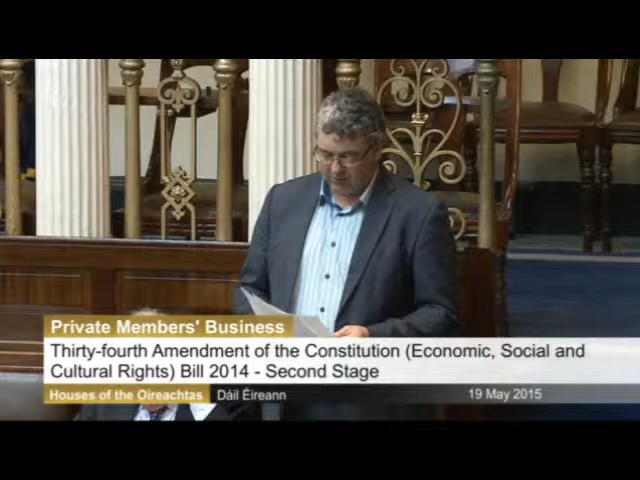 Private Members' Business
Thirty-fourth Amendment of the Constitution (Economic, Social and
Cultural Rights) Bill 2014 - Second Stage
Houses of the Oireachtas Dáil Éireann 19 May 2015